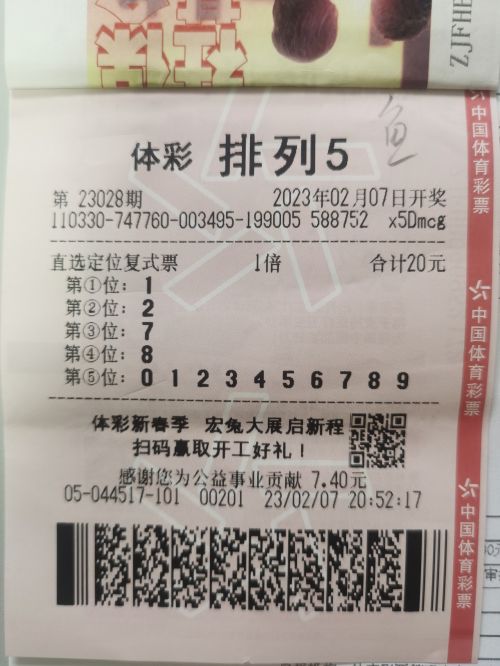 ZJFHE
鱼
体彩 排列5
第 23028期 2023年02月07日开奖
110330-747760-003495-199005 588752 x5Dmcg
直选定位复式票 1倍 合计20元
第①位: 1
第②位: 2
第③位: 7
第④位: 8
第⑤位: 0 1 2 3 4 5 6 7 8 9
体彩新春季 宏兔大展启新程
扫码赢取开工好礼!
感谢您为公益事业贡献 7.40元
05-044517-101 00201 23/02/07 20:52:17
中国体育彩票
中国体育彩票
中国体育彩票